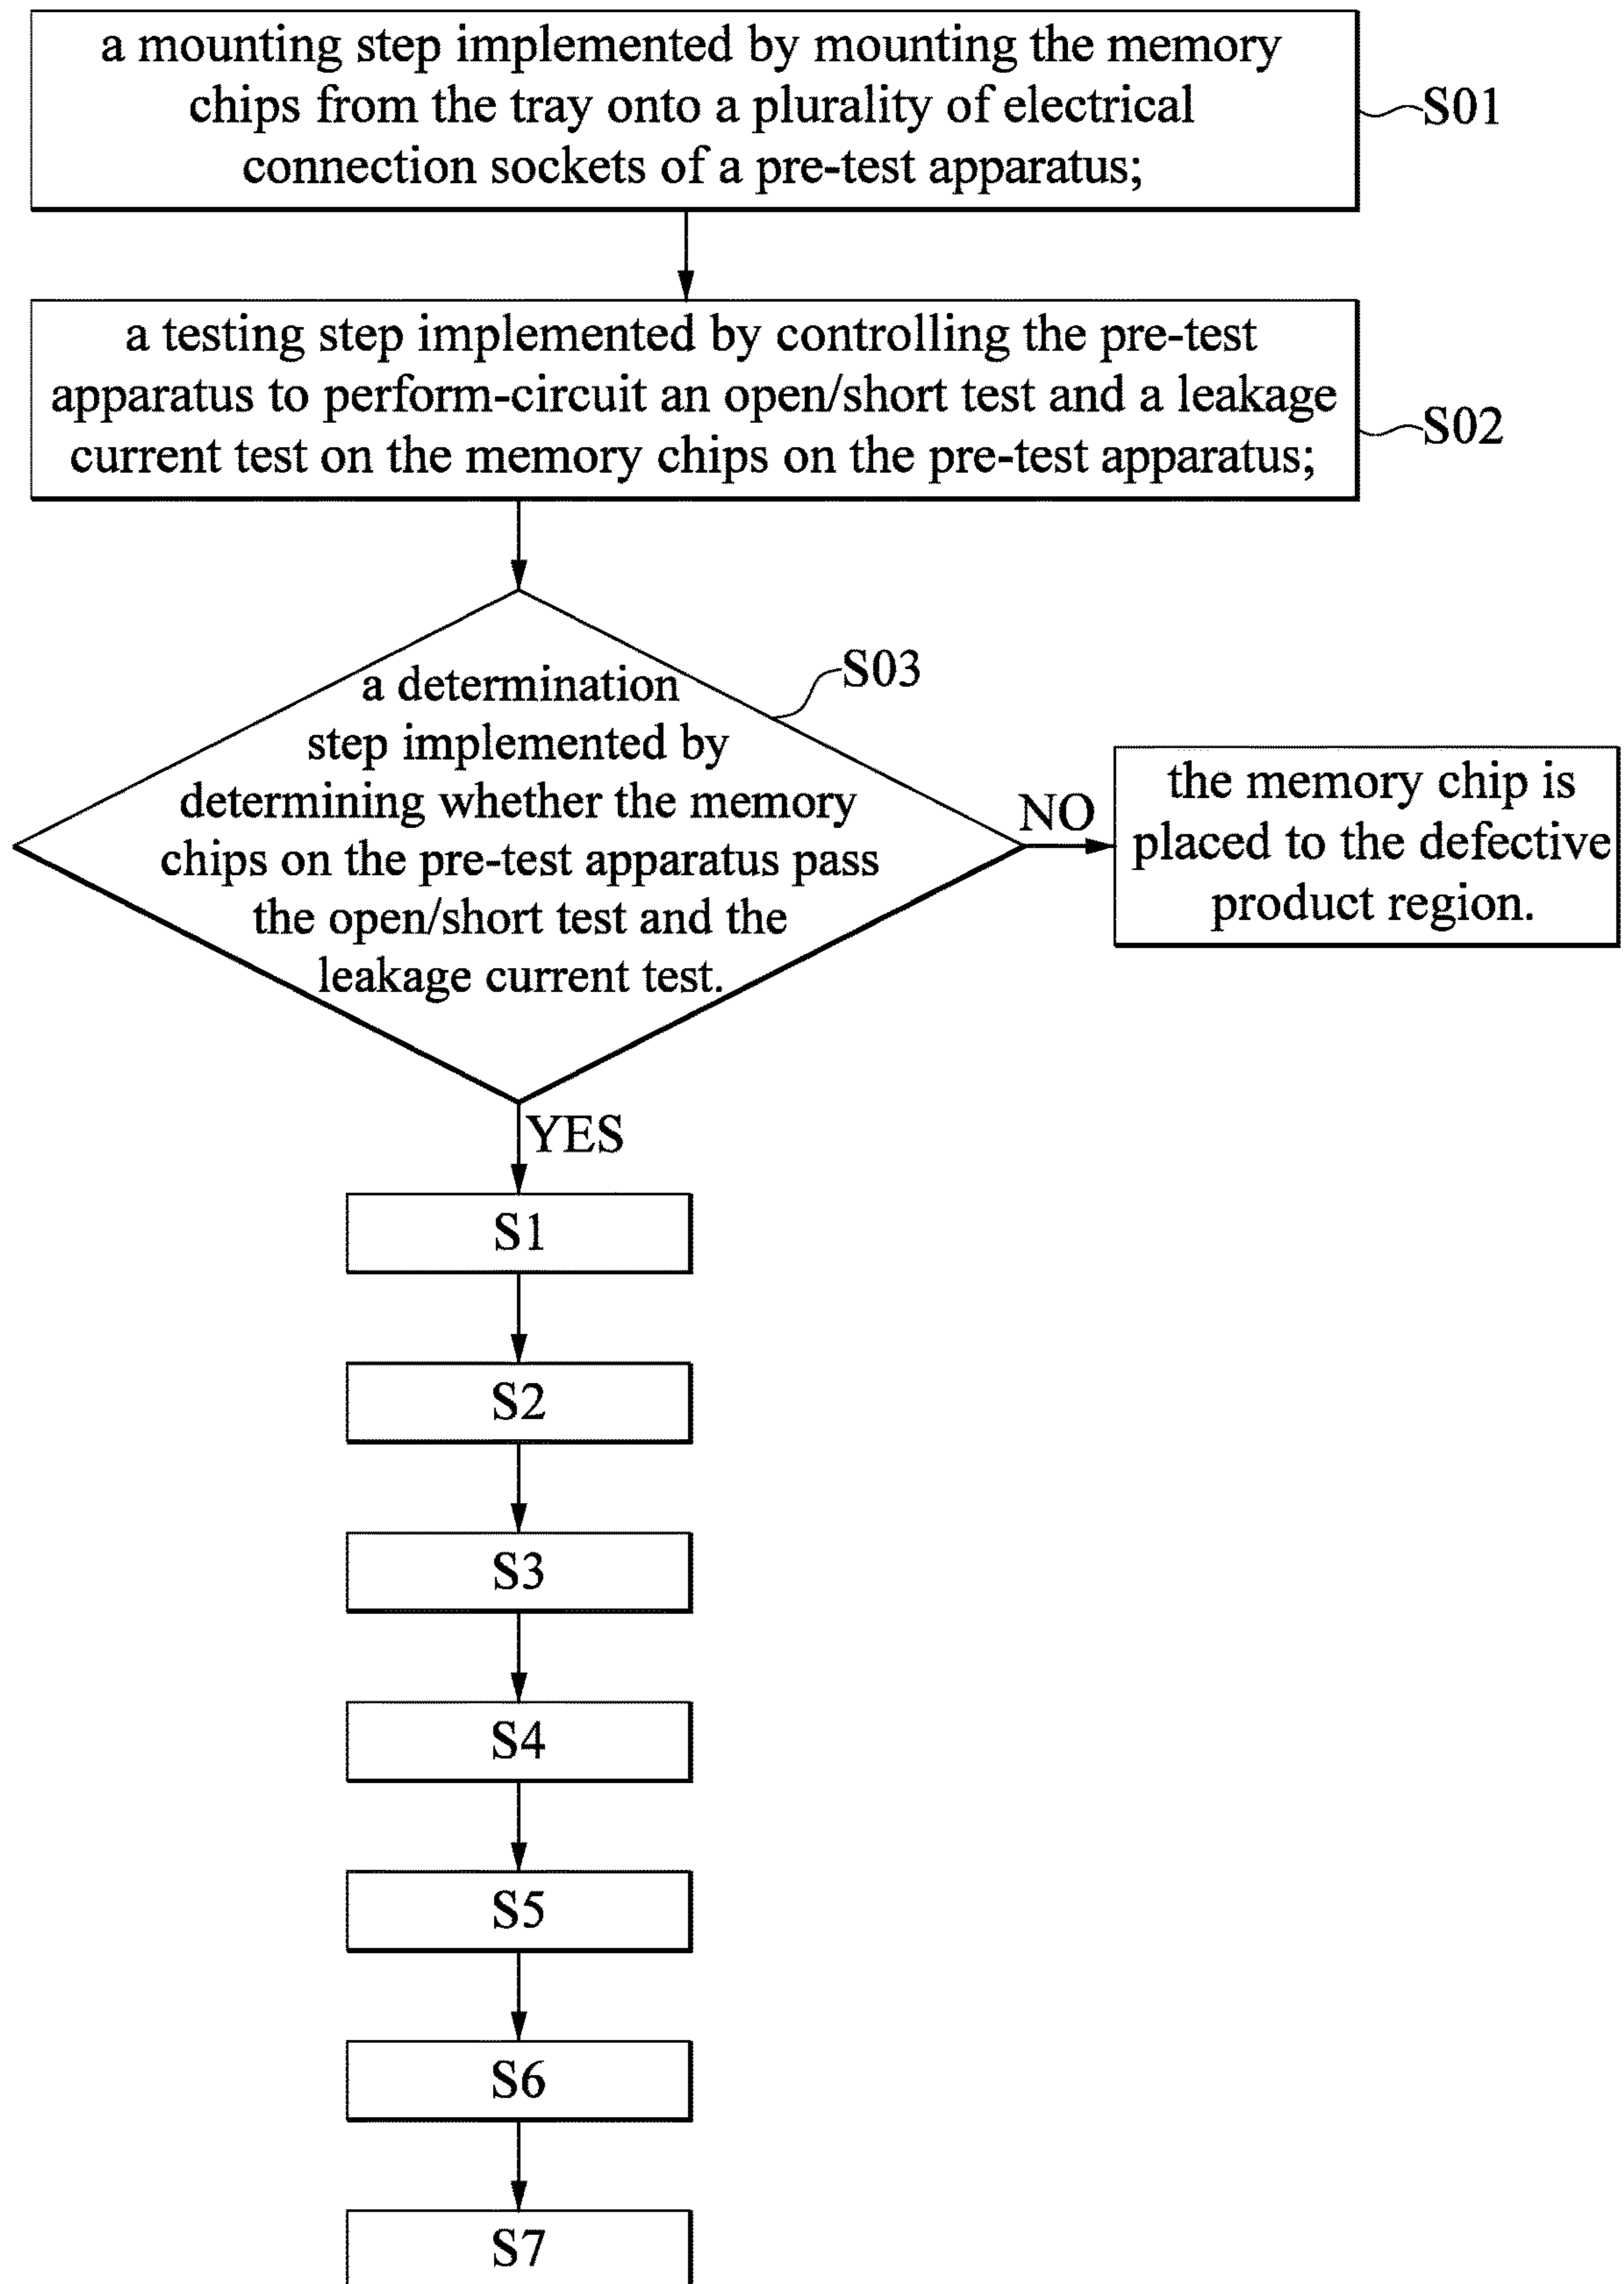 a mounting step implemented by mounting the memory
chips from the tray onto a plurality of electrical
connection sockets of a pre-test apparatus;
S01
a testing step implemented by controlling the pre-test
apparatus to perform-circuit an open/short test and a leakage
current test on the memory chips on the pre-test apparatus;
S02
a determination
step implemented by
determining whether the memory
chips on the pre-test apparatus pass
the open/short test and the
leakage current test.
S03
NO
the memory chip is
placed to the defective
product region.
YES
S1
S2
S3
S4
S5
S6
S7